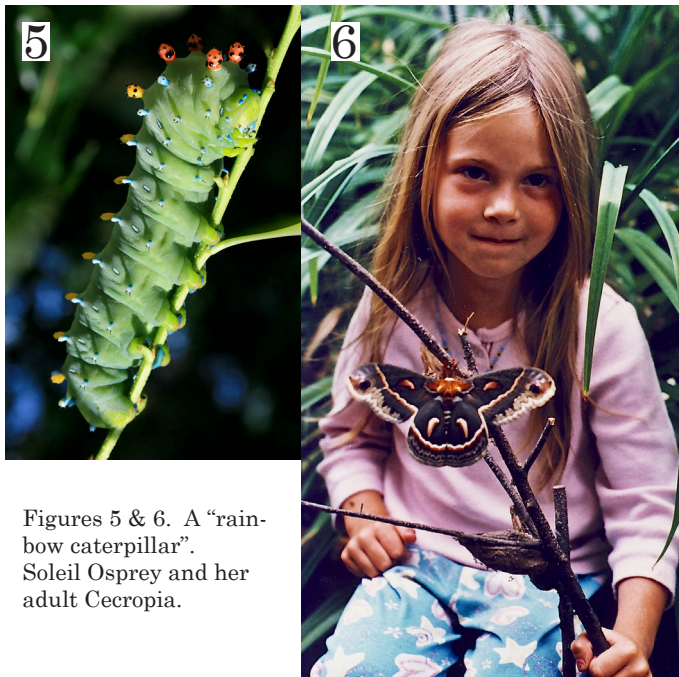 5
6
Figures 5 & 6.  A “rain-
bow caterpillar”.
Soleil Osprey and her
adult Cecropia.